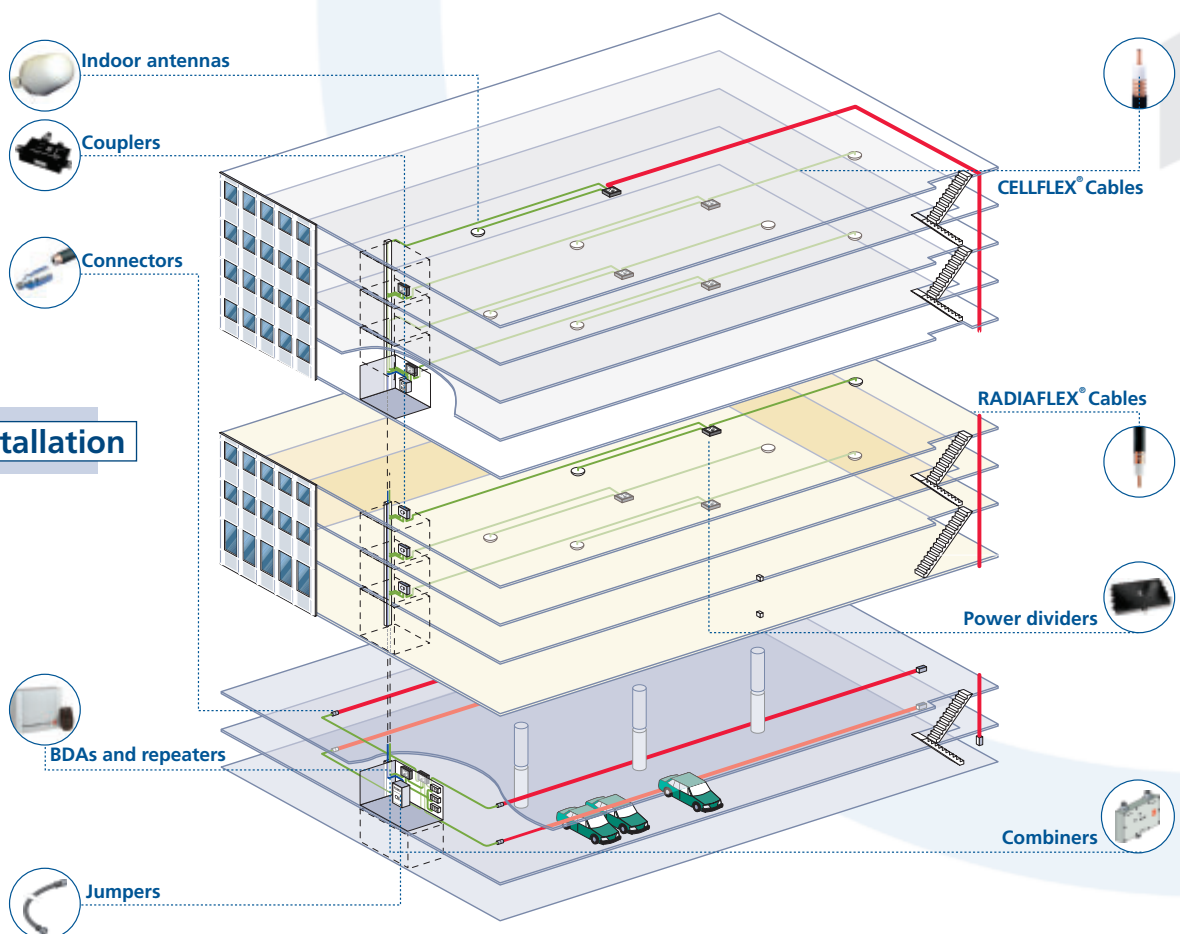 Indoor antennas
Couplers
CELLFLEX® Cables
Connectors
RADIAFLEX® Cables
tallation
Power dividers
BDAs and repeaters
Combiners
Jumpers